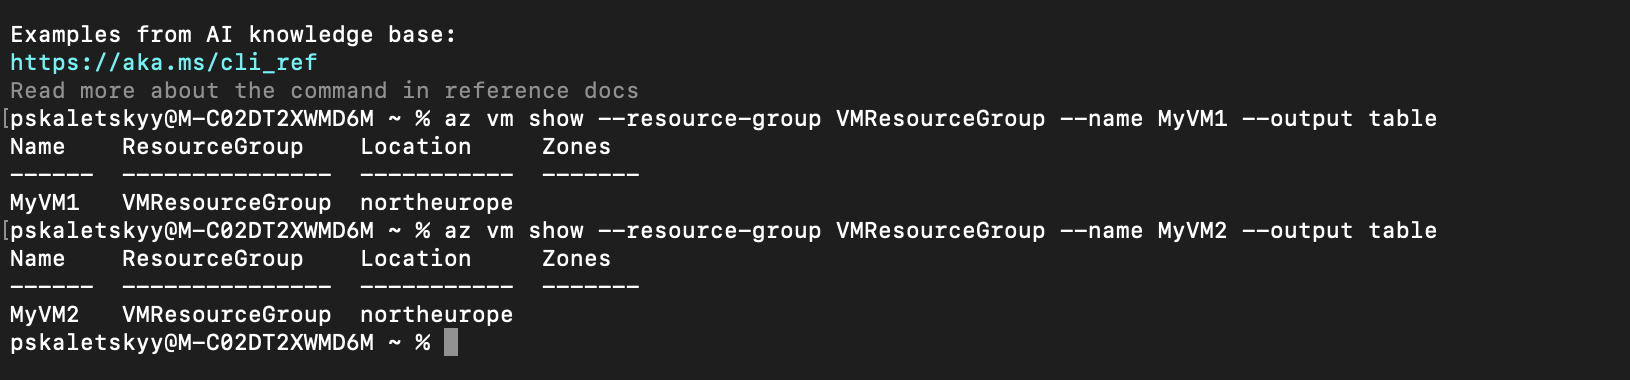 Examples from AI knowledge base:
https://aka.ms/cli_ref
Read more about the command in reference docs
[pskaletskyy@M-C02DT2XWMD6M ~ % az vm show --resource-group VMResourceGroup --name MyVM1 --output table
Name    ResourceGroup    Location     Zones
------  ---------------  -----------  -------
MyVM1   VMResourceGroup  northeurope
[pskaletskyy@M-C02DT2XWMD6M ~ % az vm show --resource-group VMResourceGroup --name MyVM2 --output table
Name    ResourceGroup    Location     Zones
------  ---------------  -----------  -------
MyVM2   VMResourceGroup  northeurope
pskaletskyy@M-C02DT2XWMD6M ~ %